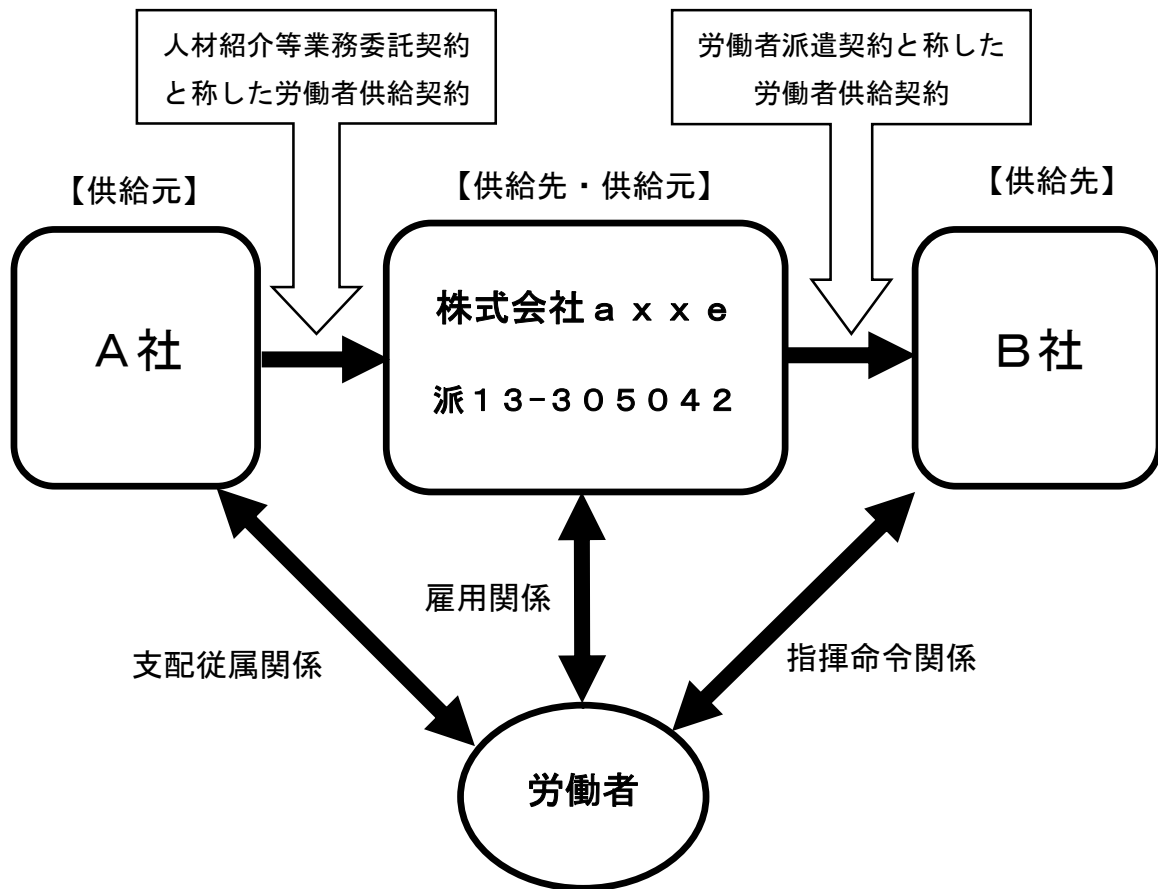 人材紹介等業務委託契約
と称した労働者供給契約
労働者派遣契約と称した
労働者供給契約
【供給元】
【供給先・供給元】
【供給先】
A社
株式会社axxe
派13-305042
B社
支配従属関係
雇用関係
指揮命令関係
労働者